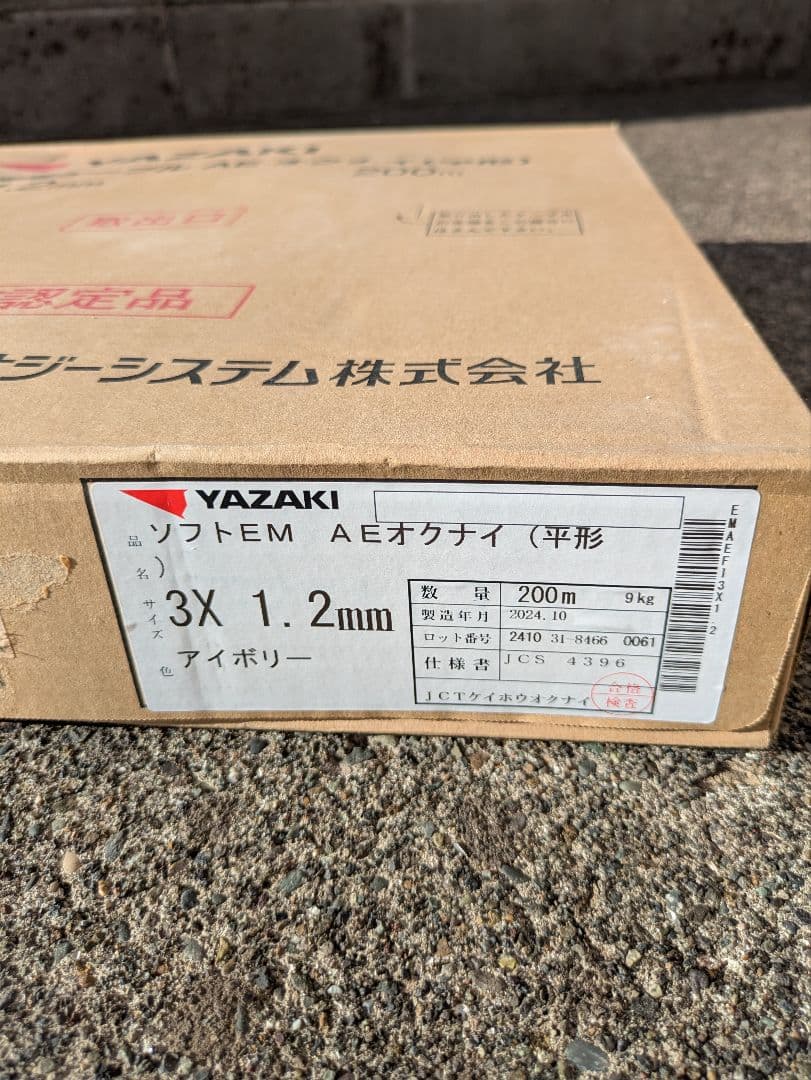 YAZAKI
200m
認定品
ジーシステム株式会社
YAZAKI
品名
ソフトEM AEオクナイ(平形
)
サイズ
3X 1.2mm
色
アイボリー
数量 200m 9kg
製造年月 2024.10
ロット番号 2410 31-8466 0061
仕様書 JCS 4396
JCTケイホウオクナイ
合格
検査
EMAEFI3X1 2